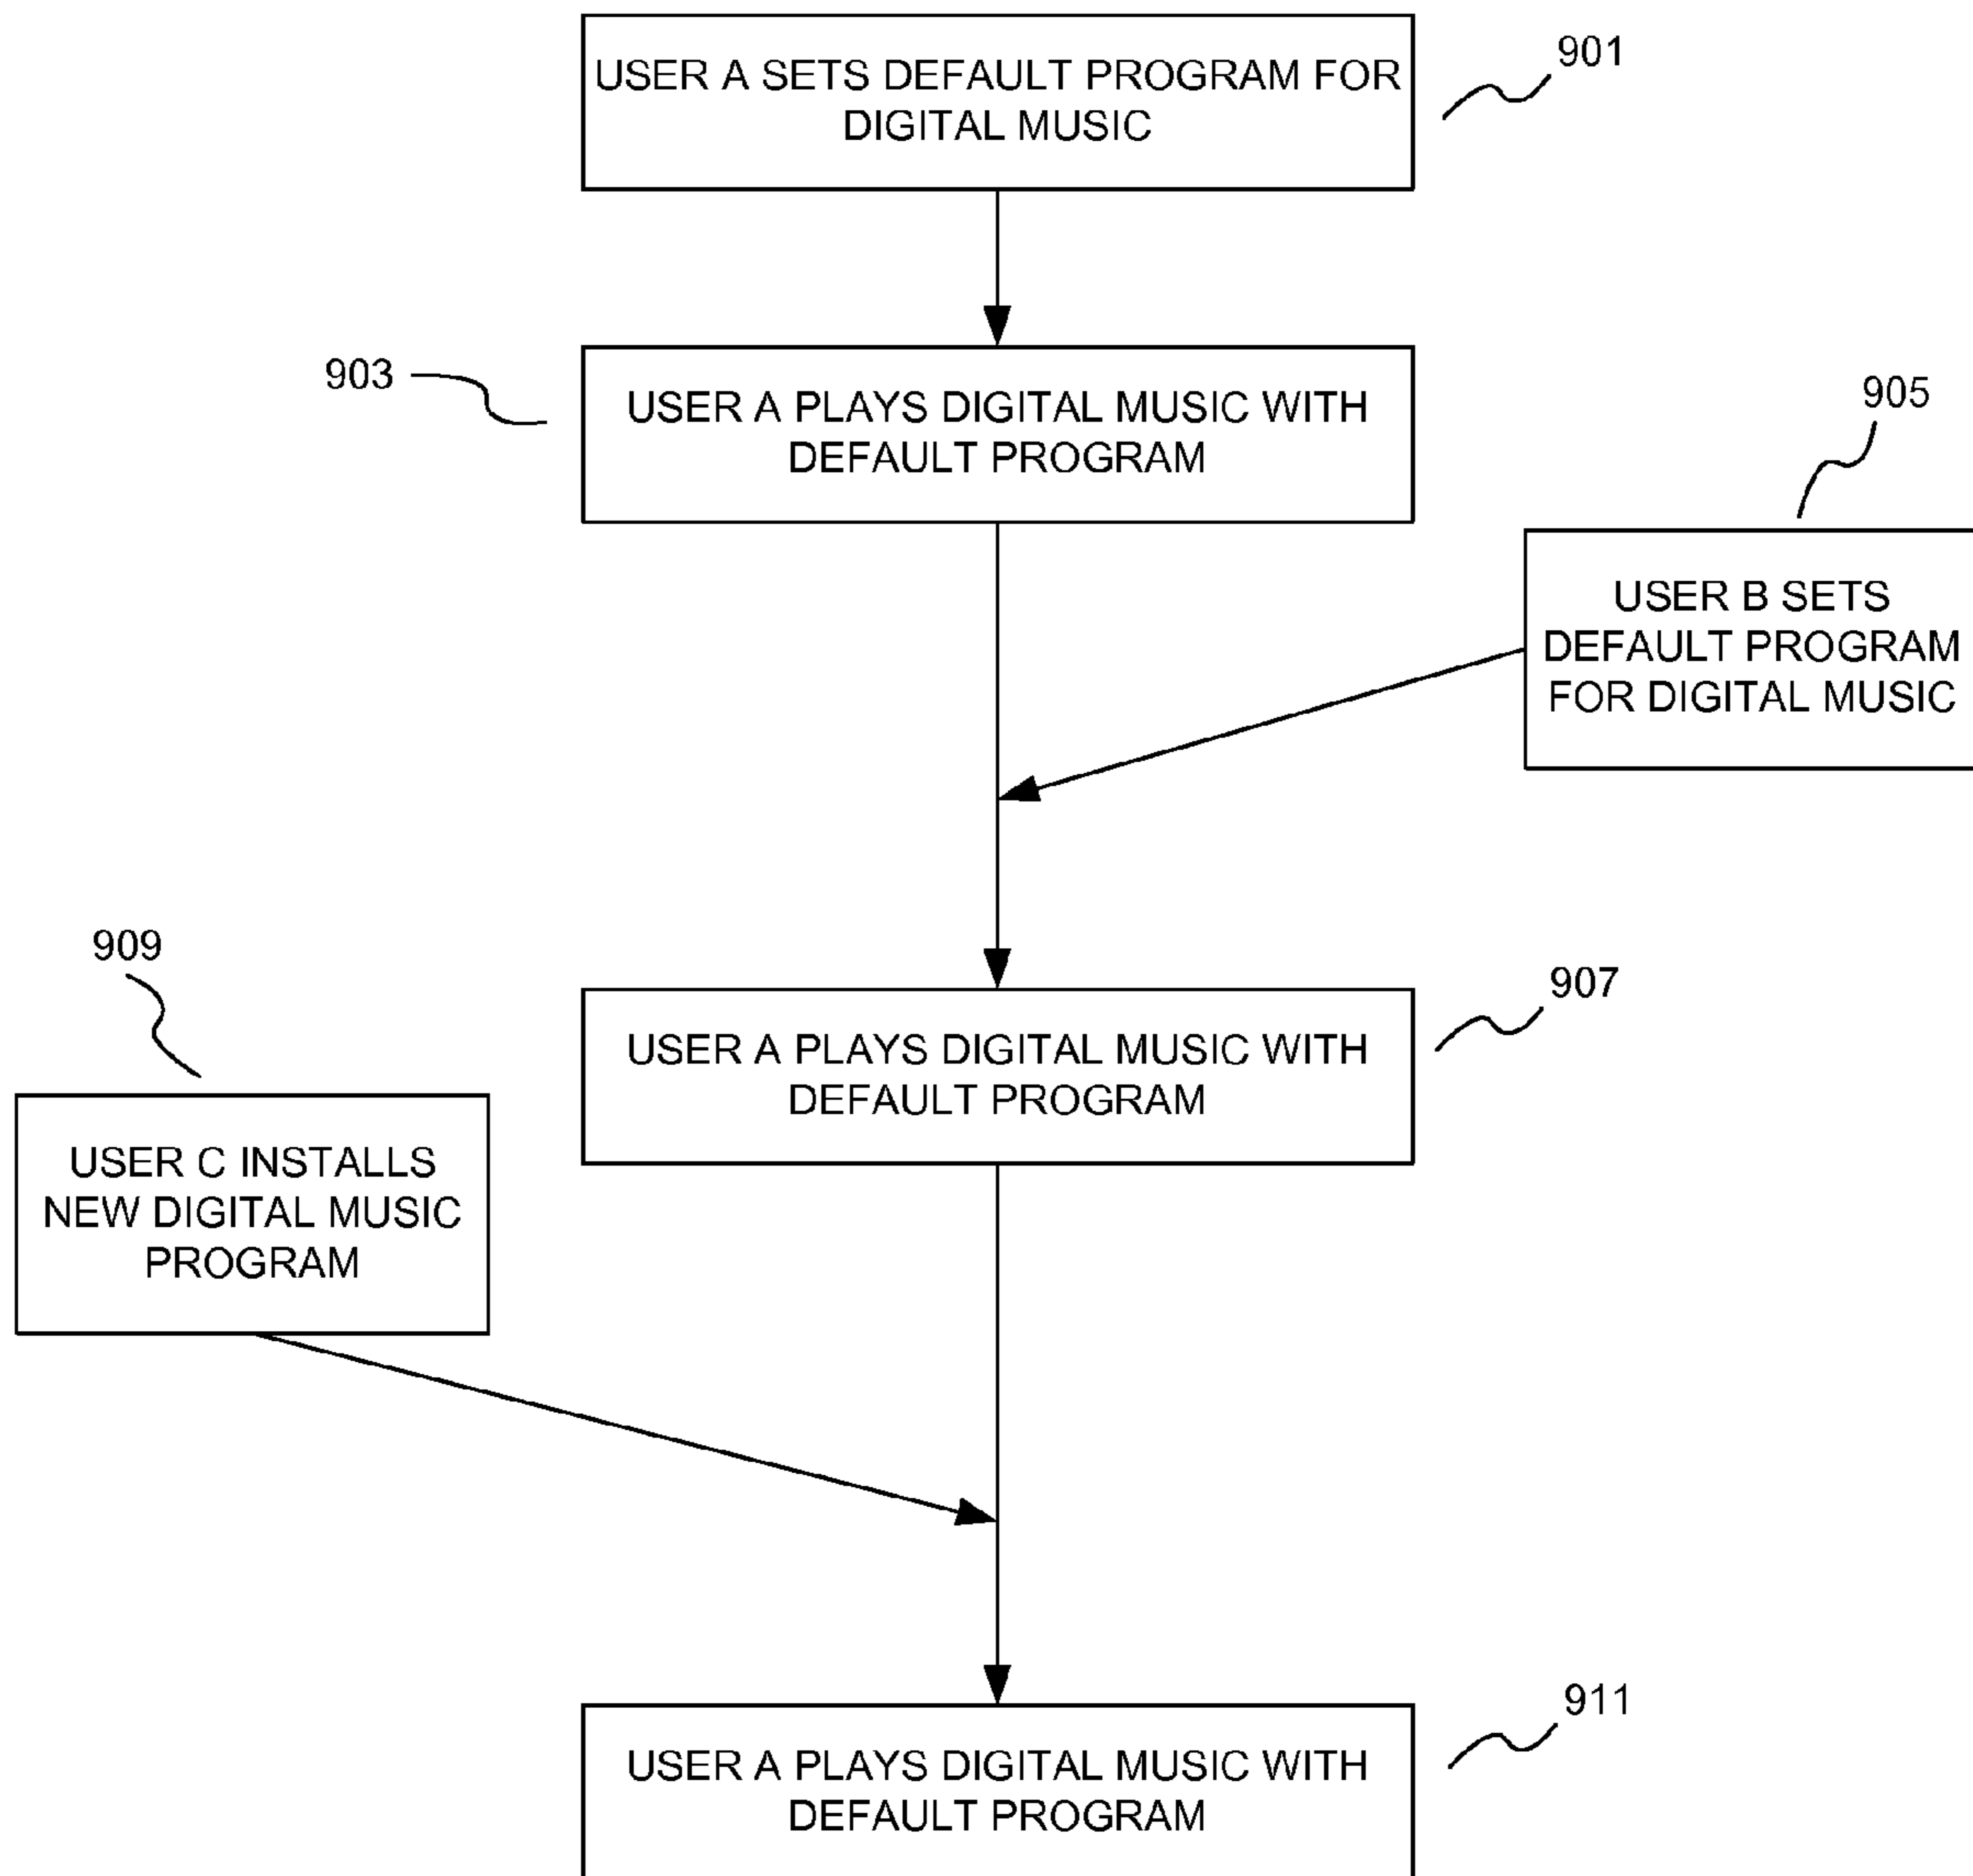 USER A SETS DEFAULT PROGRAM FOR
DIGITAL MUSIC
901
903
USER A PLAYS DIGITAL MUSIC WITH
DEFAULT PROGRAM
905
USER B SETS
DEFAULT PROGRAM
FOR DIGITAL MUSIC
907
USER A PLAYS DIGITAL MUSIC WITH
DEFAULT PROGRAM
909
USER C INSTALLS
NEW DIGITAL MUSIC
PROGRAM
911
USER A PLAYS DIGITAL MUSIC WITH
DEFAULT PROGRAM